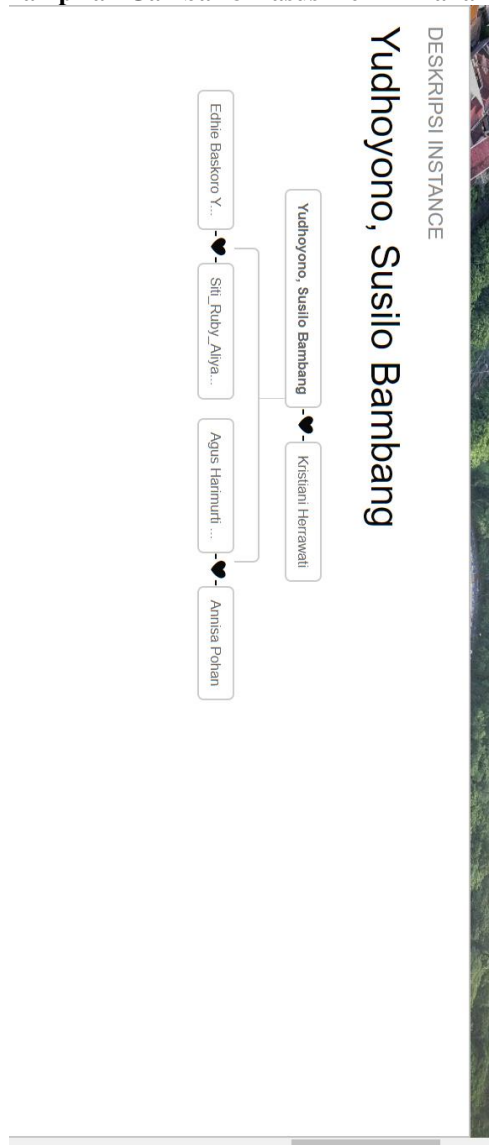 DESKRIPSI INSTANCE
Yudhoyono, Susilo Bambang
Yudhoyono, Susilo Bambang
Kristiani Herrawati
Edhie Baskoro Y...
Siti_Ruby_Aliya...
Agus Harimurti ...
Annisa Pohan